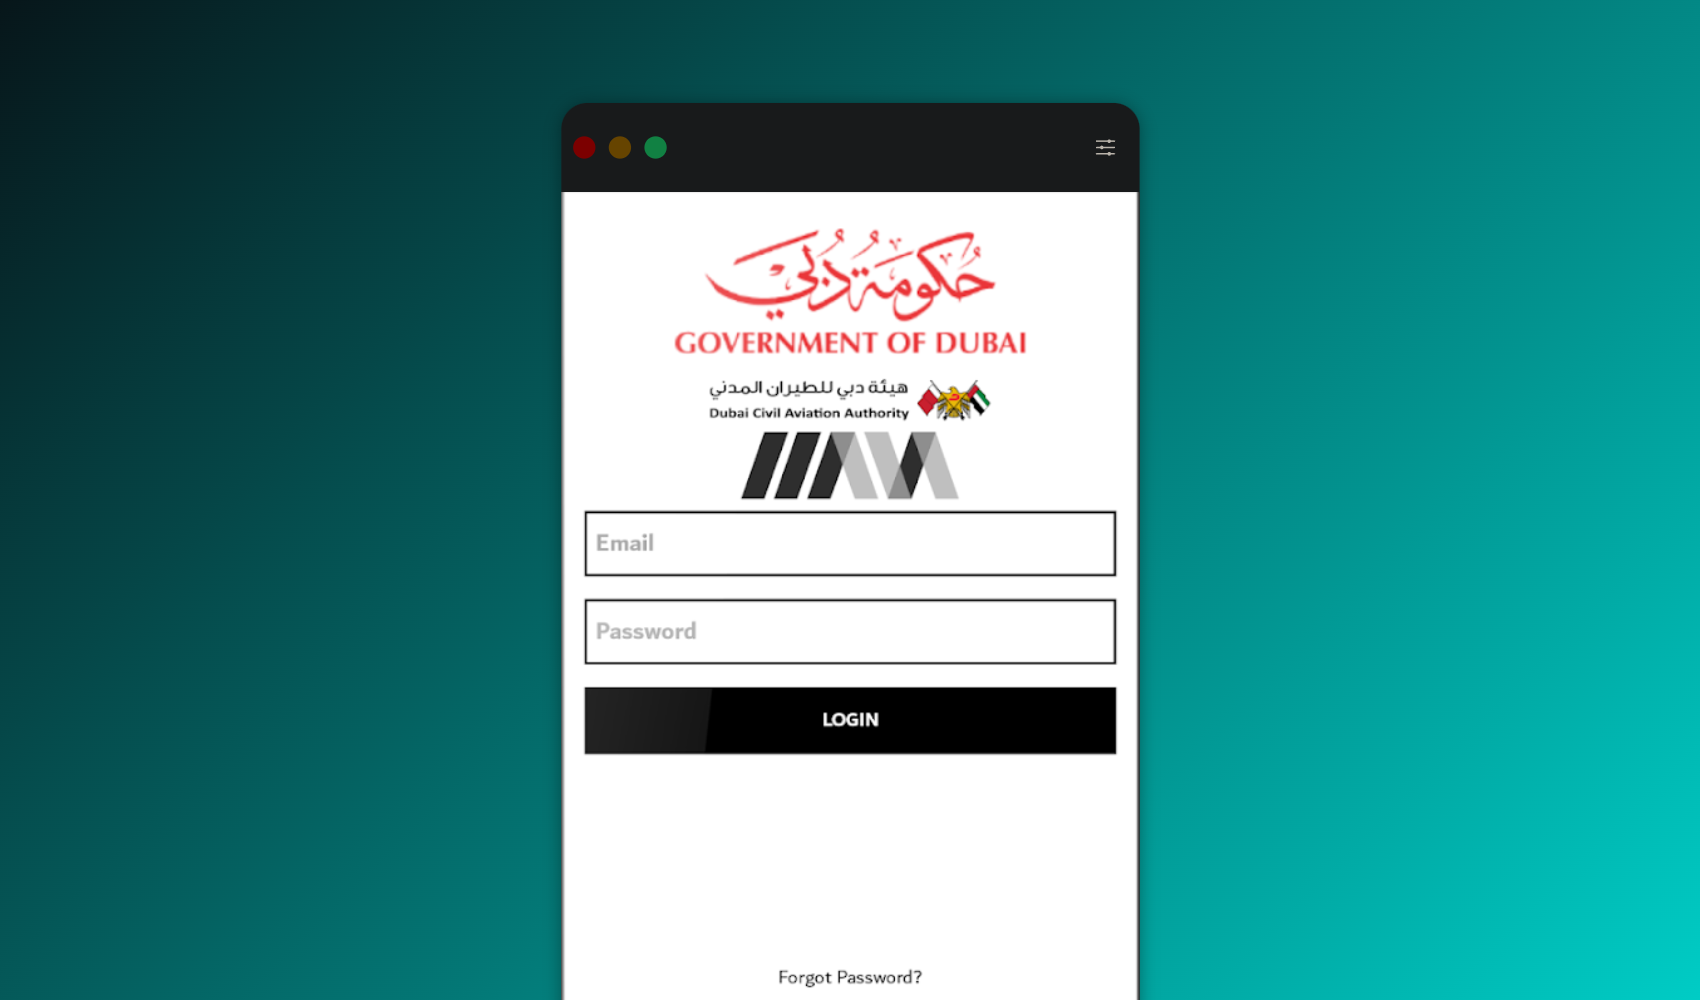 حكومة دبي
GOVERNMENT OF DUBAI
هيئة دبي للطيران المدني
Dubai Civil Aviation Authority
Email
Password
LOGIN
Forgot Password?